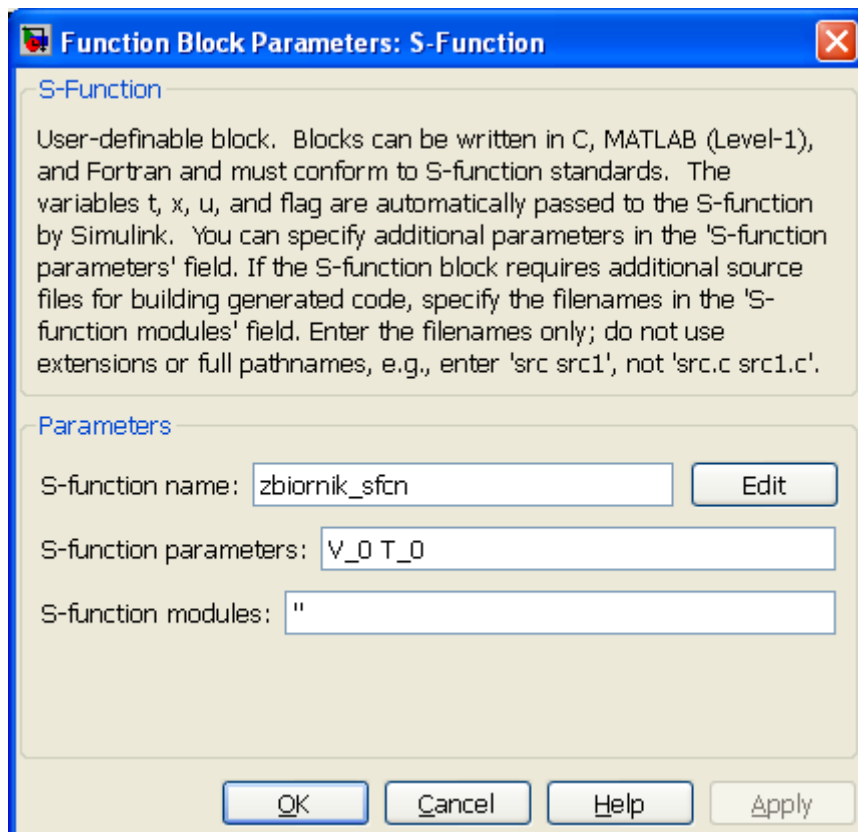 Function Block Parameters: S-Function
S-Function
User-definable block.  Blocks can be written in C, MATLAB (Level-1),
and Fortran and must conform to S-function standards.  The
variables t, x, u, and flag are automatically passed to the S-function
by Simulink.  You can specify additional parameters in the 'S-function
parameters' field. If the S-function block requires additional source
files for building generated code, specify the filenames in the 'S-
function modules' field. Enter the filenames only; do not use
extensions or full pathnames, e.g., enter 'src src1', not 'src.c src1.c'.
Parameters
S-function name: zbiornik_sfcn Edit
S-function parameters: V_0 T_0
S-function modules: ''
OK Cancel Help Apply